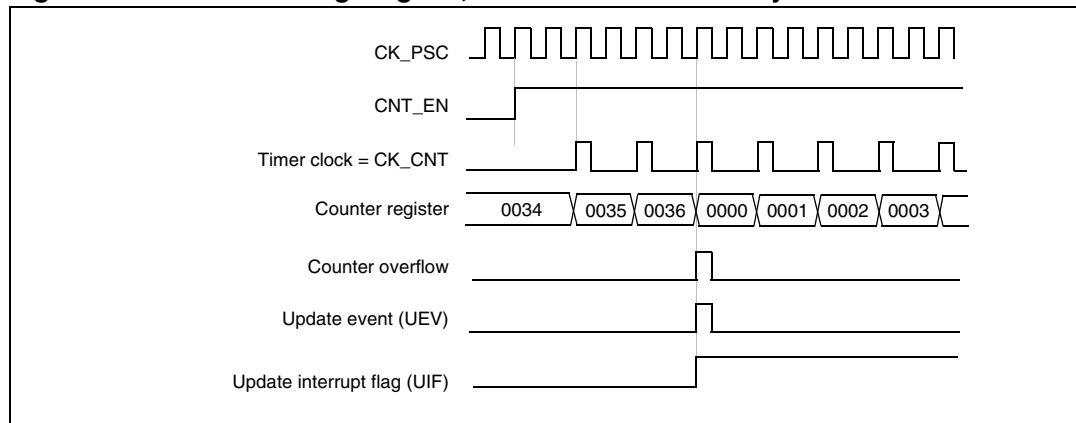 CK_PSC
CNT_EN
Timer clock = CK_CNT
Counter register 0034 0035 0036 0000 0001 0002 0003
Counter overflow
Update event (UEV)
Update interrupt flag (UIF)